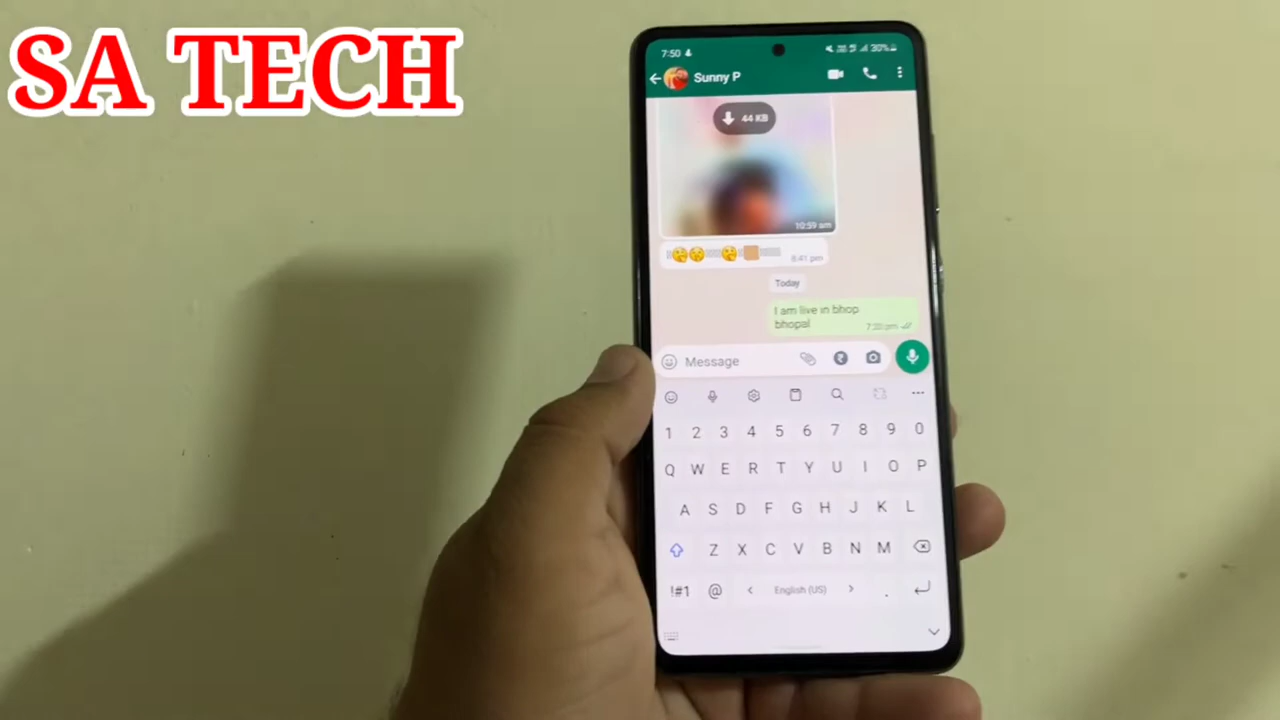 SA TECH
7:50
30%
Sunny P
44 KB
10:59 am
8:41 pm
Today
I am live in bhop
bhopal
7:20 pm
Message
1 2 3 4 5 6 7 8 9 0
Q W E R T Y U I O P
A S D F G H J K L
Z X C V B N M
!#1 @ < English (US) > .